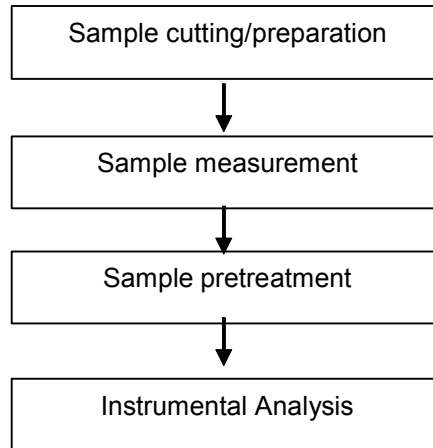 Sample cutting/preparation
Sample measurement
Sample pretreatment
Instrumental Analysis